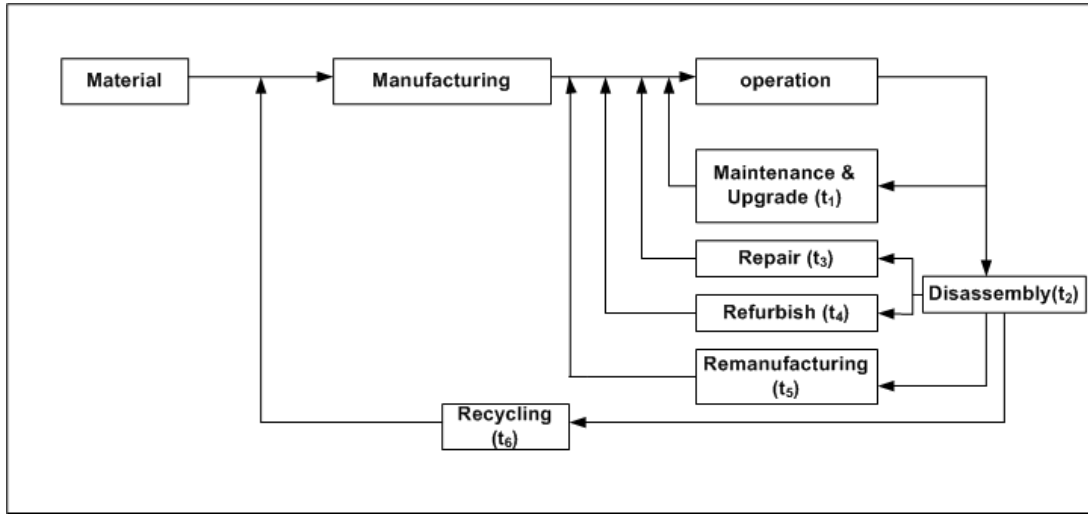 Material
Manufacturing
operation
Maintenance &
Upgrade (t₁)
Repair (t₃)
Disassembly(t₂)
Refurbish (t₄)
Remanufacturing
(t₅)
Recycling
(t₆)